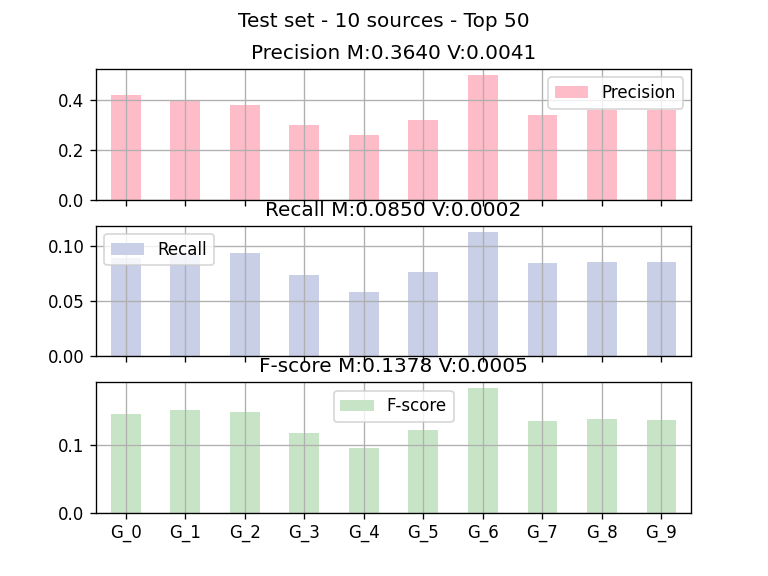 Test set - 10 sources - Top 50
Precision M:0.3640 V:0.0041
0.4
0.2
0.0
Precision
Recall M:0.0850 V:0.0002
0.10
0.05
0.00
Recall
F-score M:0.1378 V:0.0005
0.1
0.0
F-score
G_0 G_1 G_2 G_3 G_4 G_5 G_6 G_7 G_8 G_9